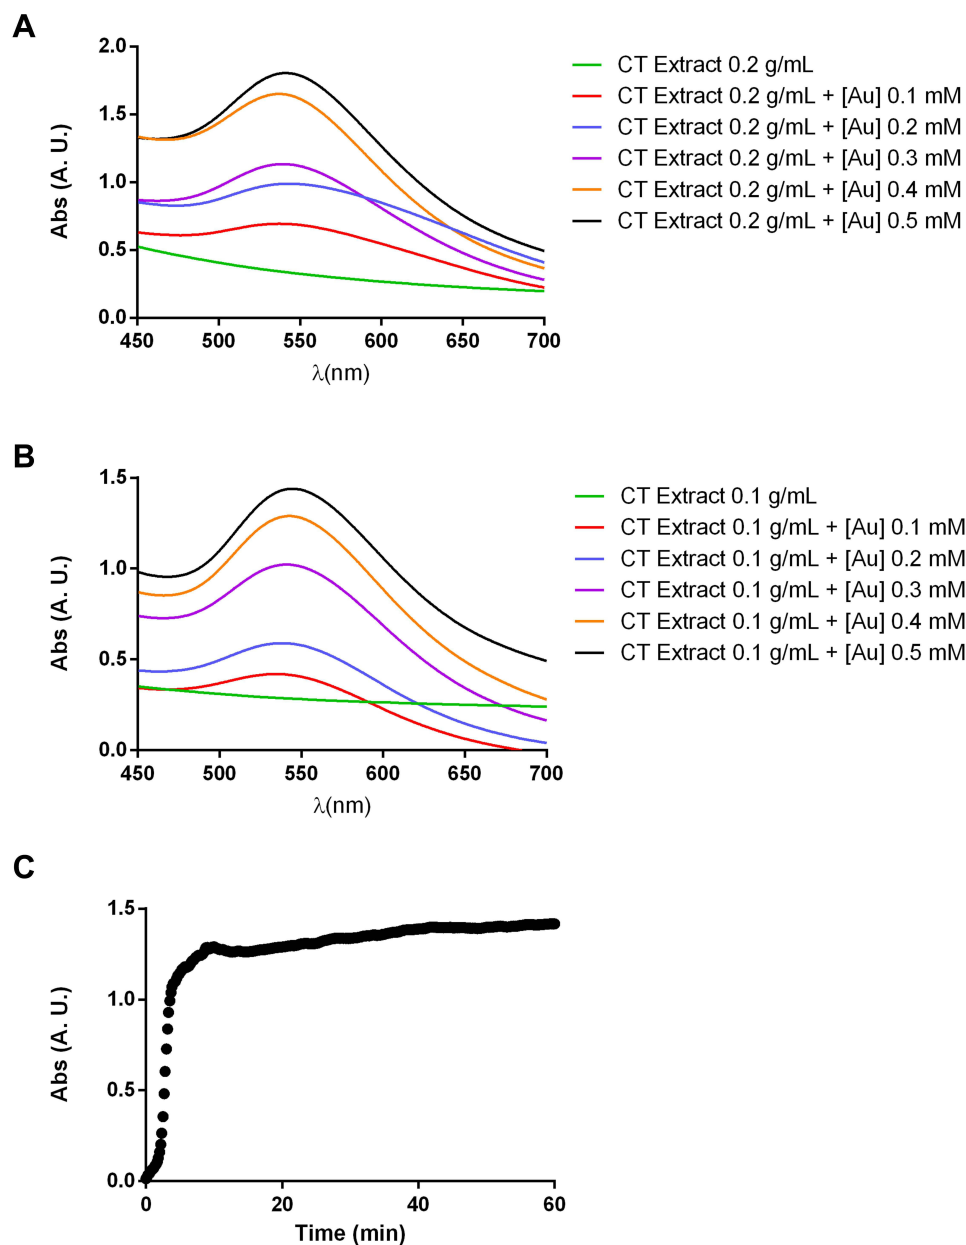 A
2.0
1.5
1.0
0.5
0.0
Abs (A. U.)
450 500 550 600 650 700
λ(nm)
CT Extract 0.2 g/mL
CT Extract 0.2 g/mL + [Au] 0.1 mM
CT Extract 0.2 g/mL + [Au] 0.2 mM
CT Extract 0.2 g/mL + [Au] 0.3 mM
CT Extract 0.2 g/mL + [Au] 0.4 mM
CT Extract 0.2 g/mL + [Au] 0.5 mM
B
1.5
1.0
0.5
0.0
Abs (A. U.)
450 500 550 600 650 700
λ(nm)
CT Extract 0.1 g/mL
CT Extract 0.1 g/mL + [Au] 0.1 mM
CT Extract 0.1 g/mL + [Au] 0.2 mM
CT Extract 0.1 g/mL + [Au] 0.3 mM
CT Extract 0.1 g/mL + [Au] 0.4 mM
CT Extract 0.1 g/mL + [Au] 0.5 mM
C
1.5
1.0
1.5
0.0
Abs (A. U.)
0 20 40 60
Time (min)